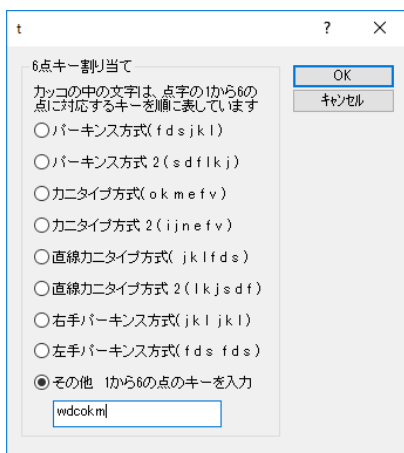 t
6点キー割り当て
カッコの中の文字は、点字の1から6の
点に対応するキーを順に表しています
パーキンス方式(ｆｄｓｊｋｌ)
パーキンス方式２(ｓｄｆｌｋｊ)
カニタイプ方式(ｏｋｍｅｆｖ)
カニタイプ方式２(ｉｊｎｅｆｖ)
直線カニタイプ方式(ｊｋｌｆｄｓ)
直線カニタイプ方式２(ｌｋｊｓｄｆ)
右手パーキンス方式(ｊｋｌｊｋｌ)
左手パーキンス方式(ｆｄｓｆｄｓ)
その他 1から6の点のキーを入力
wdcokm
?
OK
キャンセル